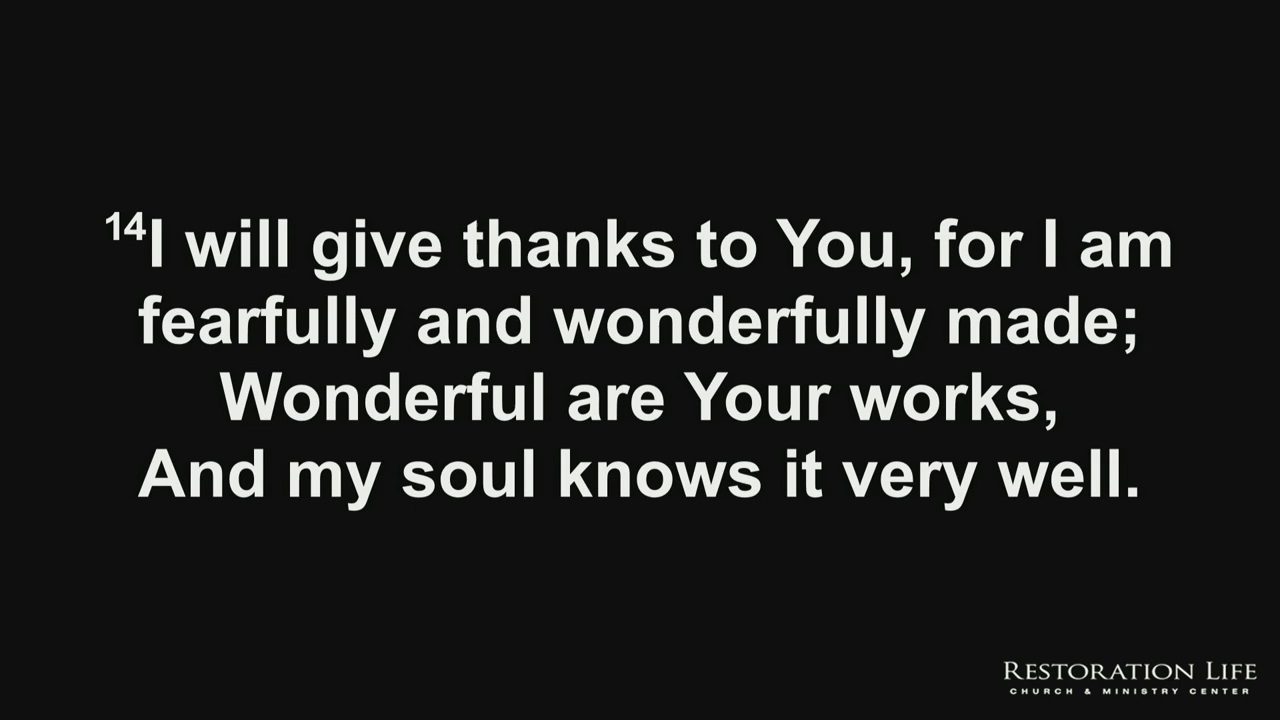 ¹⁴I will give thanks to You, for I am
fearfully and wonderfully made;
Wonderful are Your works,
And my soul knows it very well.
RESTORATION LIFE
CHURCH & MINISTRY CENTER